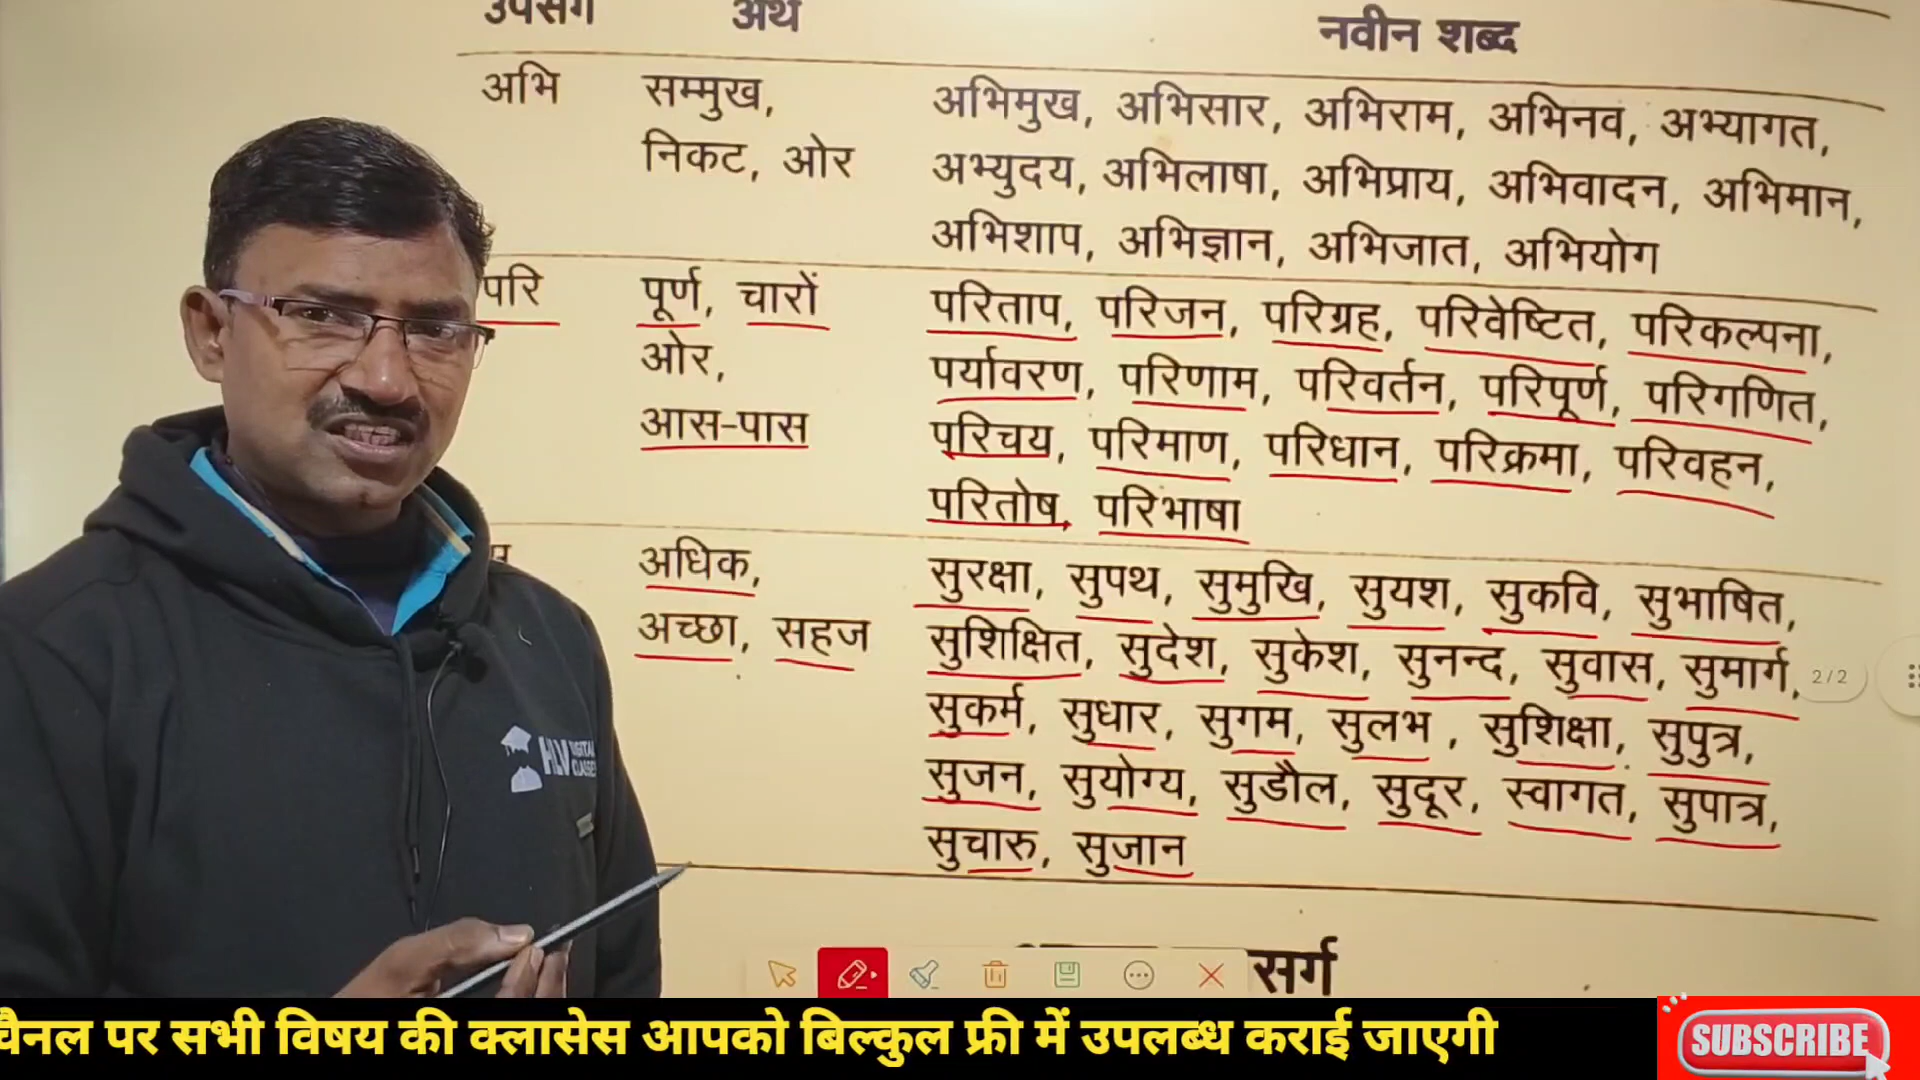 उपसर्ग अर्थ नवीन शब्द
अभि सम्मुख, अभिमुख, अभिसार, अभिराम, अभिनव, अभ्यागत,
निकट, ओर अभ्युदय, अभिलाषा, अभिप्राय, अभिवादन, अभिमान,
अभिशाप, अभिज्ञान, अभिजात, अभियोग
परि पूर्ण, चारों परिताप, परिजन, परिग्रह, परिवेष्टित, परिकल्पना,
ओर, पर्यावरण, परिणाम, परिवर्तन, परिपूर्ण, परिगणित,
आस-पास परिचय, परिमाण, परिधान, परिक्रमा, परिवहन,
परितोष, परिभाषा
अधिक, सुरक्षा, सुपथ, सुमुखि, सुयश, सुकवि, सुभाषित,
अच्छा, सहज सुशिक्षित, सुदेश, सुकेश, सुनन्द, सुवास, सुमार्ग,
सुकर्म, सुधार, सुगम, सुलभ , सुशिक्षा, सुपुत्र,
सुजन, सुयोग्य, सुडौल, सुदूर, स्वागत, सुपात्र,
सुचारु, सुजान
2/2
HLV DIGITAL
CLASSES
सर्ग
चैनल पर सभी विषय की क्लासेस आपको बिल्कुल फ्री में उपलब्ध कराई जाएगी
SUBSCRIBE